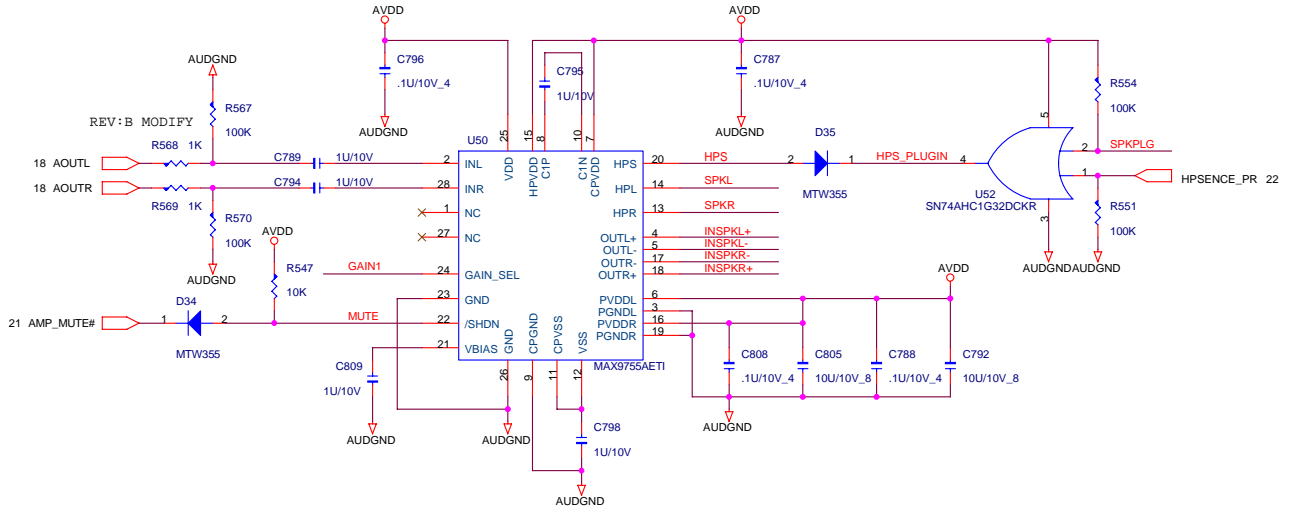 AVDD
AVDD
C796
.1U/10V_4
AUDGND
C795
1U/10V
C787
.1U/10V_4
AUDGND
R554
100K
AUDGND
R567
100K
REV:B MODIFY
R568 1K
18 AOUTL
18 AOUTR
C789
1U/10V
C794
1U/10V
R569 1K
R570
100K
AUDGND
AVDD
R547
10K
GAIN1
21 AMP_MUTE#
1
D34
2
MTW355
MUTE
C809
1U/10V
AUDGND
U50
25
15
8
10
7
VDD
HPVDD
C1P
C1N
CPVDD
2
INL
28
INR
1
NC
27
NC
24
GAIN_SEL
23
GND
22
/SHDN
21
VBIAS
GND
CPGND
CPVSS
VSS
26
9
11
12
HPS
20
HPL
14
HPR
13
OUTL+
4
OUTL-
5
OUTR-
17
OUTR+
18
PVDDL
6
PGNDL
3
PVDDR
16
PGNDR
19
MAX9755AETI
HPS
SPKL
SPKR
INSPKL+
INSPKL-
INSPKR-
INSPKR+
2
D35
1
MTW355
HPS_PLUGIN
4
5
2
1
3
U52
SN74AHC1G32DCKR
SPKPLG
HPSENCE_PR 22
R551
100K
AUDGND
AUDGND
AVDD
C808
.1U/10V_4
C805
10U/10V_8
C788
.1U/10V_4
C792
10U/10V_8
AUDGND
AUDGND
C798
1U/10V
AUDGND